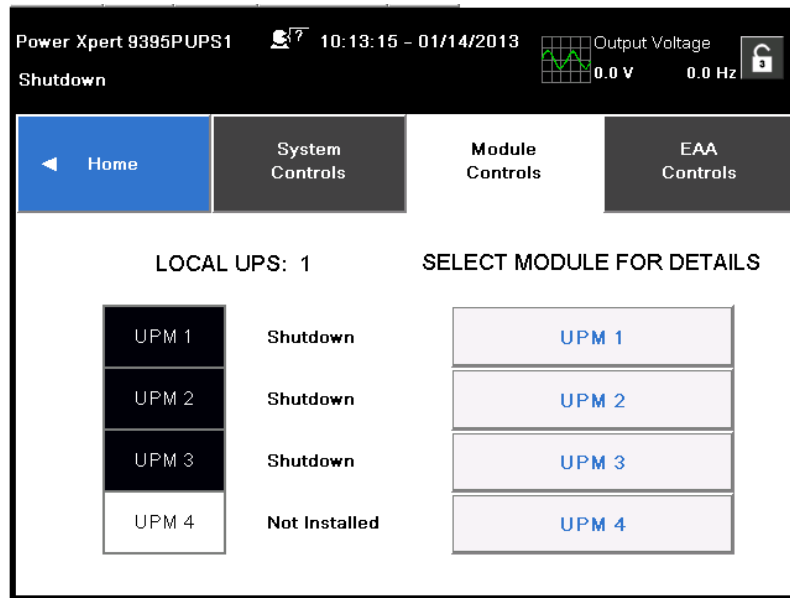 Power Xpert 9395PUPS1 ? 10:13:15 - 01/14/2013 Output Voltage
Shutdown 0.0 V 0.0 Hz 3
Home
System Controls
Module Controls
EAA Controls
LOCAL UPS: 1 SELECT MODULE FOR DETAILS
UPM 1 Shutdown UPM 1
UPM 2 Shutdown UPM 2
UPM 3 Shutdown UPM 3
UPM 4 Not Installed UPM 4